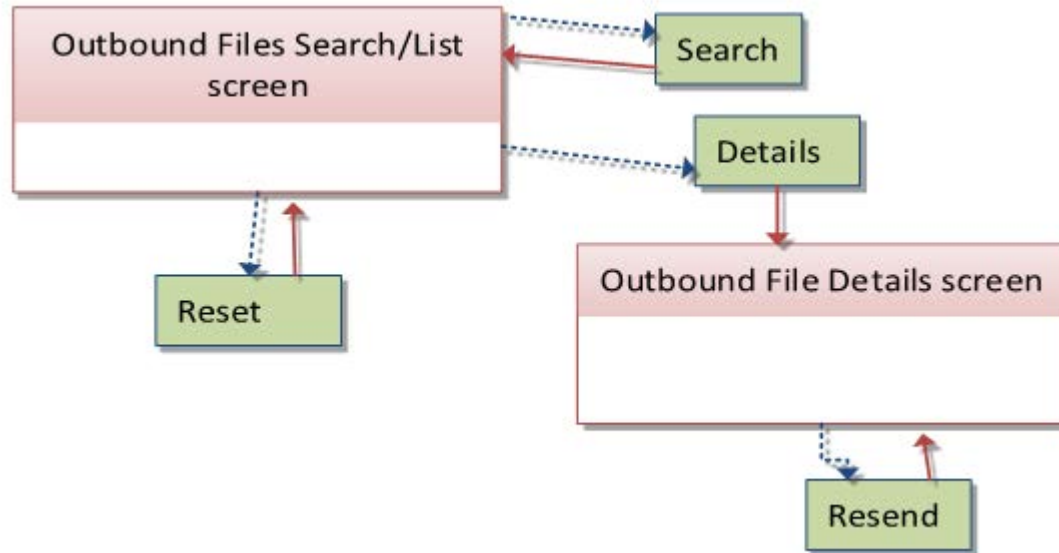 Outbound Files Search/List
screen
Search
Details
Reset
Outbound File Details screen
Resend